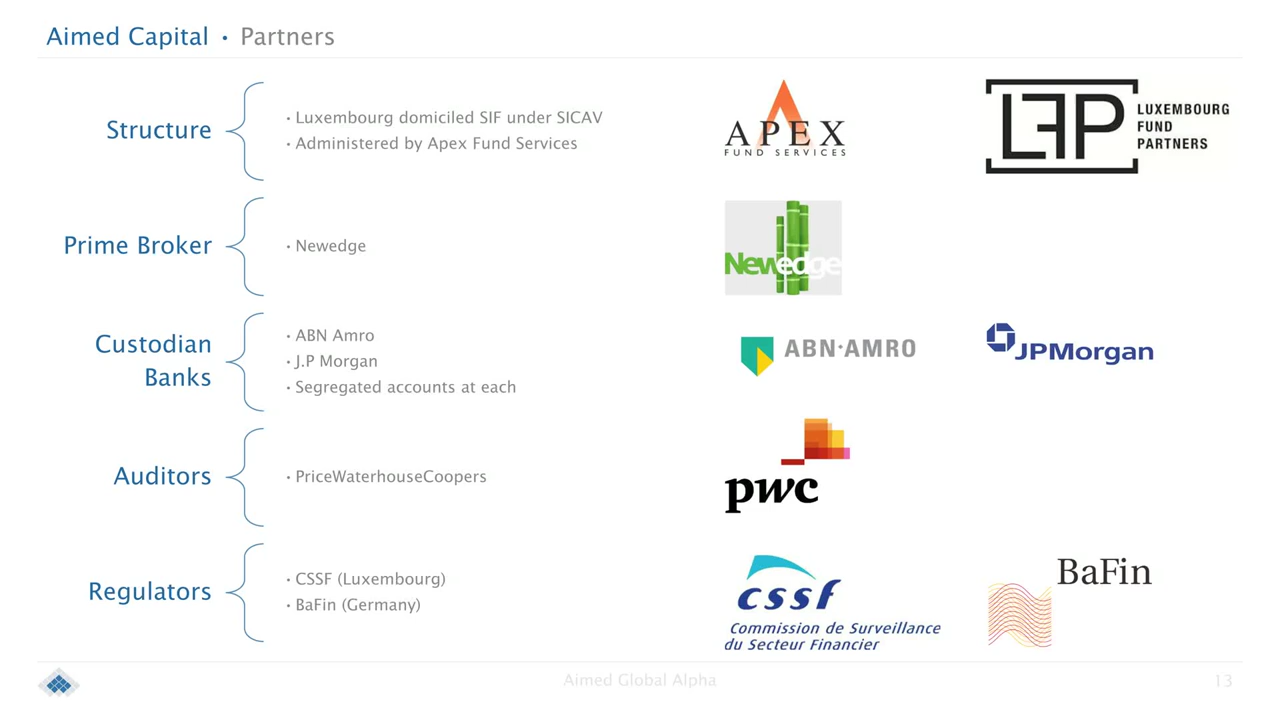 Aimed Capital · Partners
Structure
· Luxembourg domiciled SIF under SICAV
· Administered by Apex Fund Services
APEX
FUND SERVICES
LFP
LUXEMBOURG
FUND
PARTNERS
Prime Broker
· Newedge
Newedge
Custodian
Banks
· ABN Amro
· J.P Morgan
· Segregated accounts at each
ABN·AMRO
JPMorgan
Auditors
· PriceWaterhouseCoopers
pwc
Regulators
· CSSF (Luxembourg)
· BaFin (Germany)
cssf
Commission de Surveillance
du Secteur Financier
BaFin
Aimed Global Alpha
13